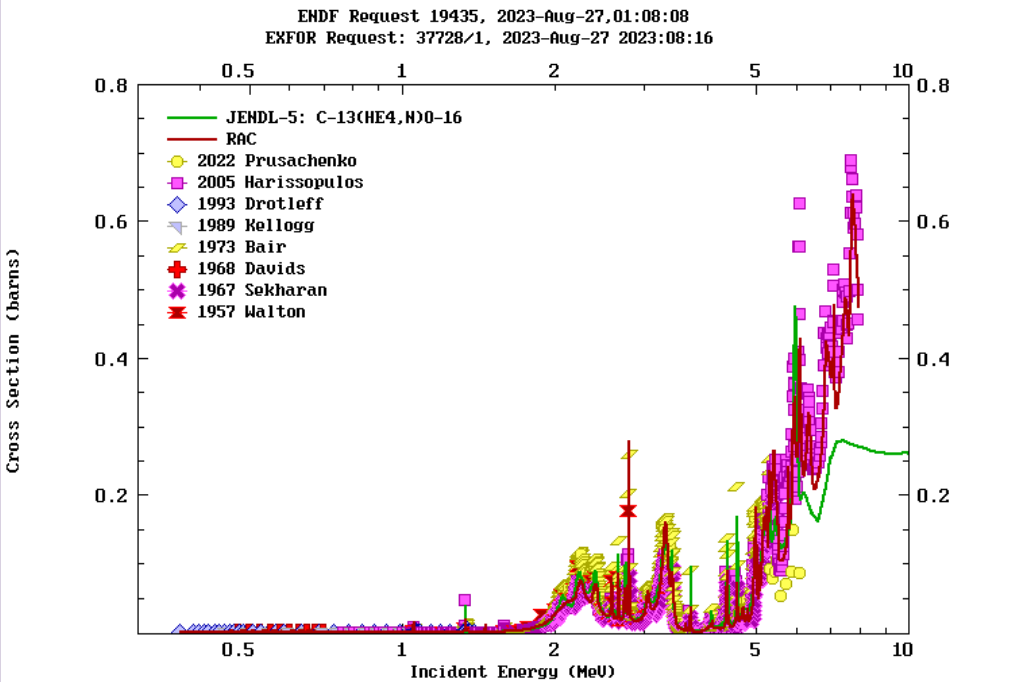 ENDF Request 19435, 2023-Aug-27,01:08:08
EXFOR Request: 37728/1, 2023-Aug-27 2023:08:16
0.5 1 2 5 10
0.8 0.8
JENDL-5: C-13(HE4,N)O-16
RAC
2022 Prusachenko
2005 Harissopulos
1993 Drotleff
1989 Kellogg
1973 Bair
1968 Davids
1967 Sekharan
1957 Walton
0.6 0.6
0.4 0.4
0.2 0.2
Cross Section (barns)
0.5 1 2 5 10
Incident Energy (MeV)